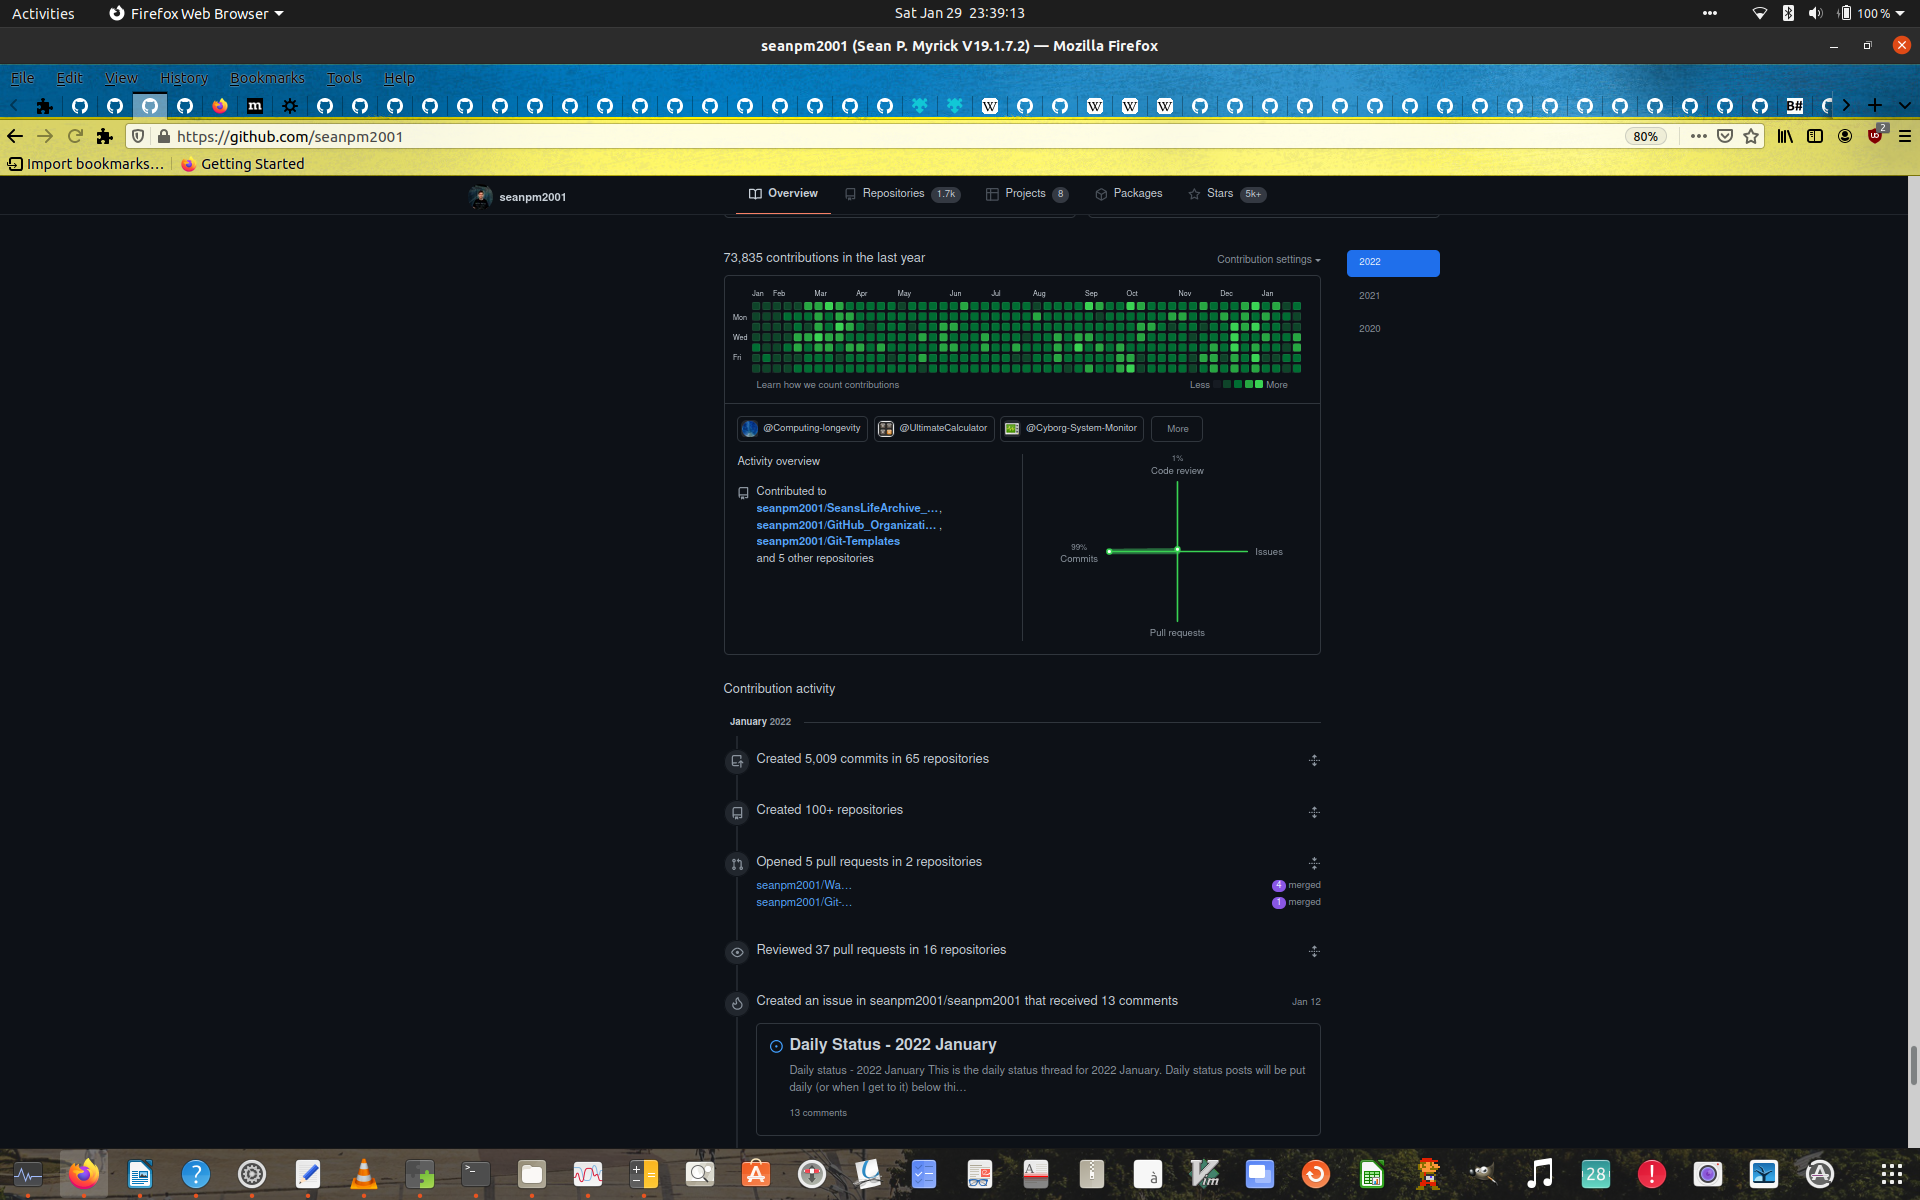 Activities
Firefox Web Browser
Sat Jan 29 23:39:13
100 %
seanpm2001 (Sean P. Myrick V19.1.7.2) — Mozilla Firefox
File Edit View History Bookmarks Tools Help
m
W
W
W
W
B#
https://github.com/seanpm2001
80%
2
Import bookmarks...
Getting Started
seanpm2001
Overview
Repositories 1.7k
Projects 8
Packages
Stars 5k+
73,835 contributions in the last year
Contribution settings
2022
2021
2020
Jan Feb Mar Apr May Jun Jul Aug Sep Oct Nov Dec Jan
Mon
Wed
Fri
Learn how we count contributions
Less
More
@Computing-longevity
@UltimateCalculator
@Cyborg-System-Monitor
More
Activity overview
Contributed to
seanpm2001/SeansLifeArchive_…,
seanpm2001/GitHub_Organizati… ,
seanpm2001/Git-Templates
and 5 other repositories
1%
Code review
99%
Commits
Issues
Pull requests
Contribution activity
January 2022
Created 5,009 commits in 65 repositories
Created 100+ repositories
Opened 5 pull requests in 2 repositories
seanpm2001/Wa…
4 merged
seanpm2001/Git-…
1 merged
Reviewed 37 pull requests in 16 repositories
Created an issue in seanpm2001/seanpm2001 that received 13 comments
Jan 12
Daily Status - 2022 January
Daily status - 2022 January This is the daily status thread for 2022 January. Daily status posts will be put
daily (or when I get to it) below thi…
13 comments
28